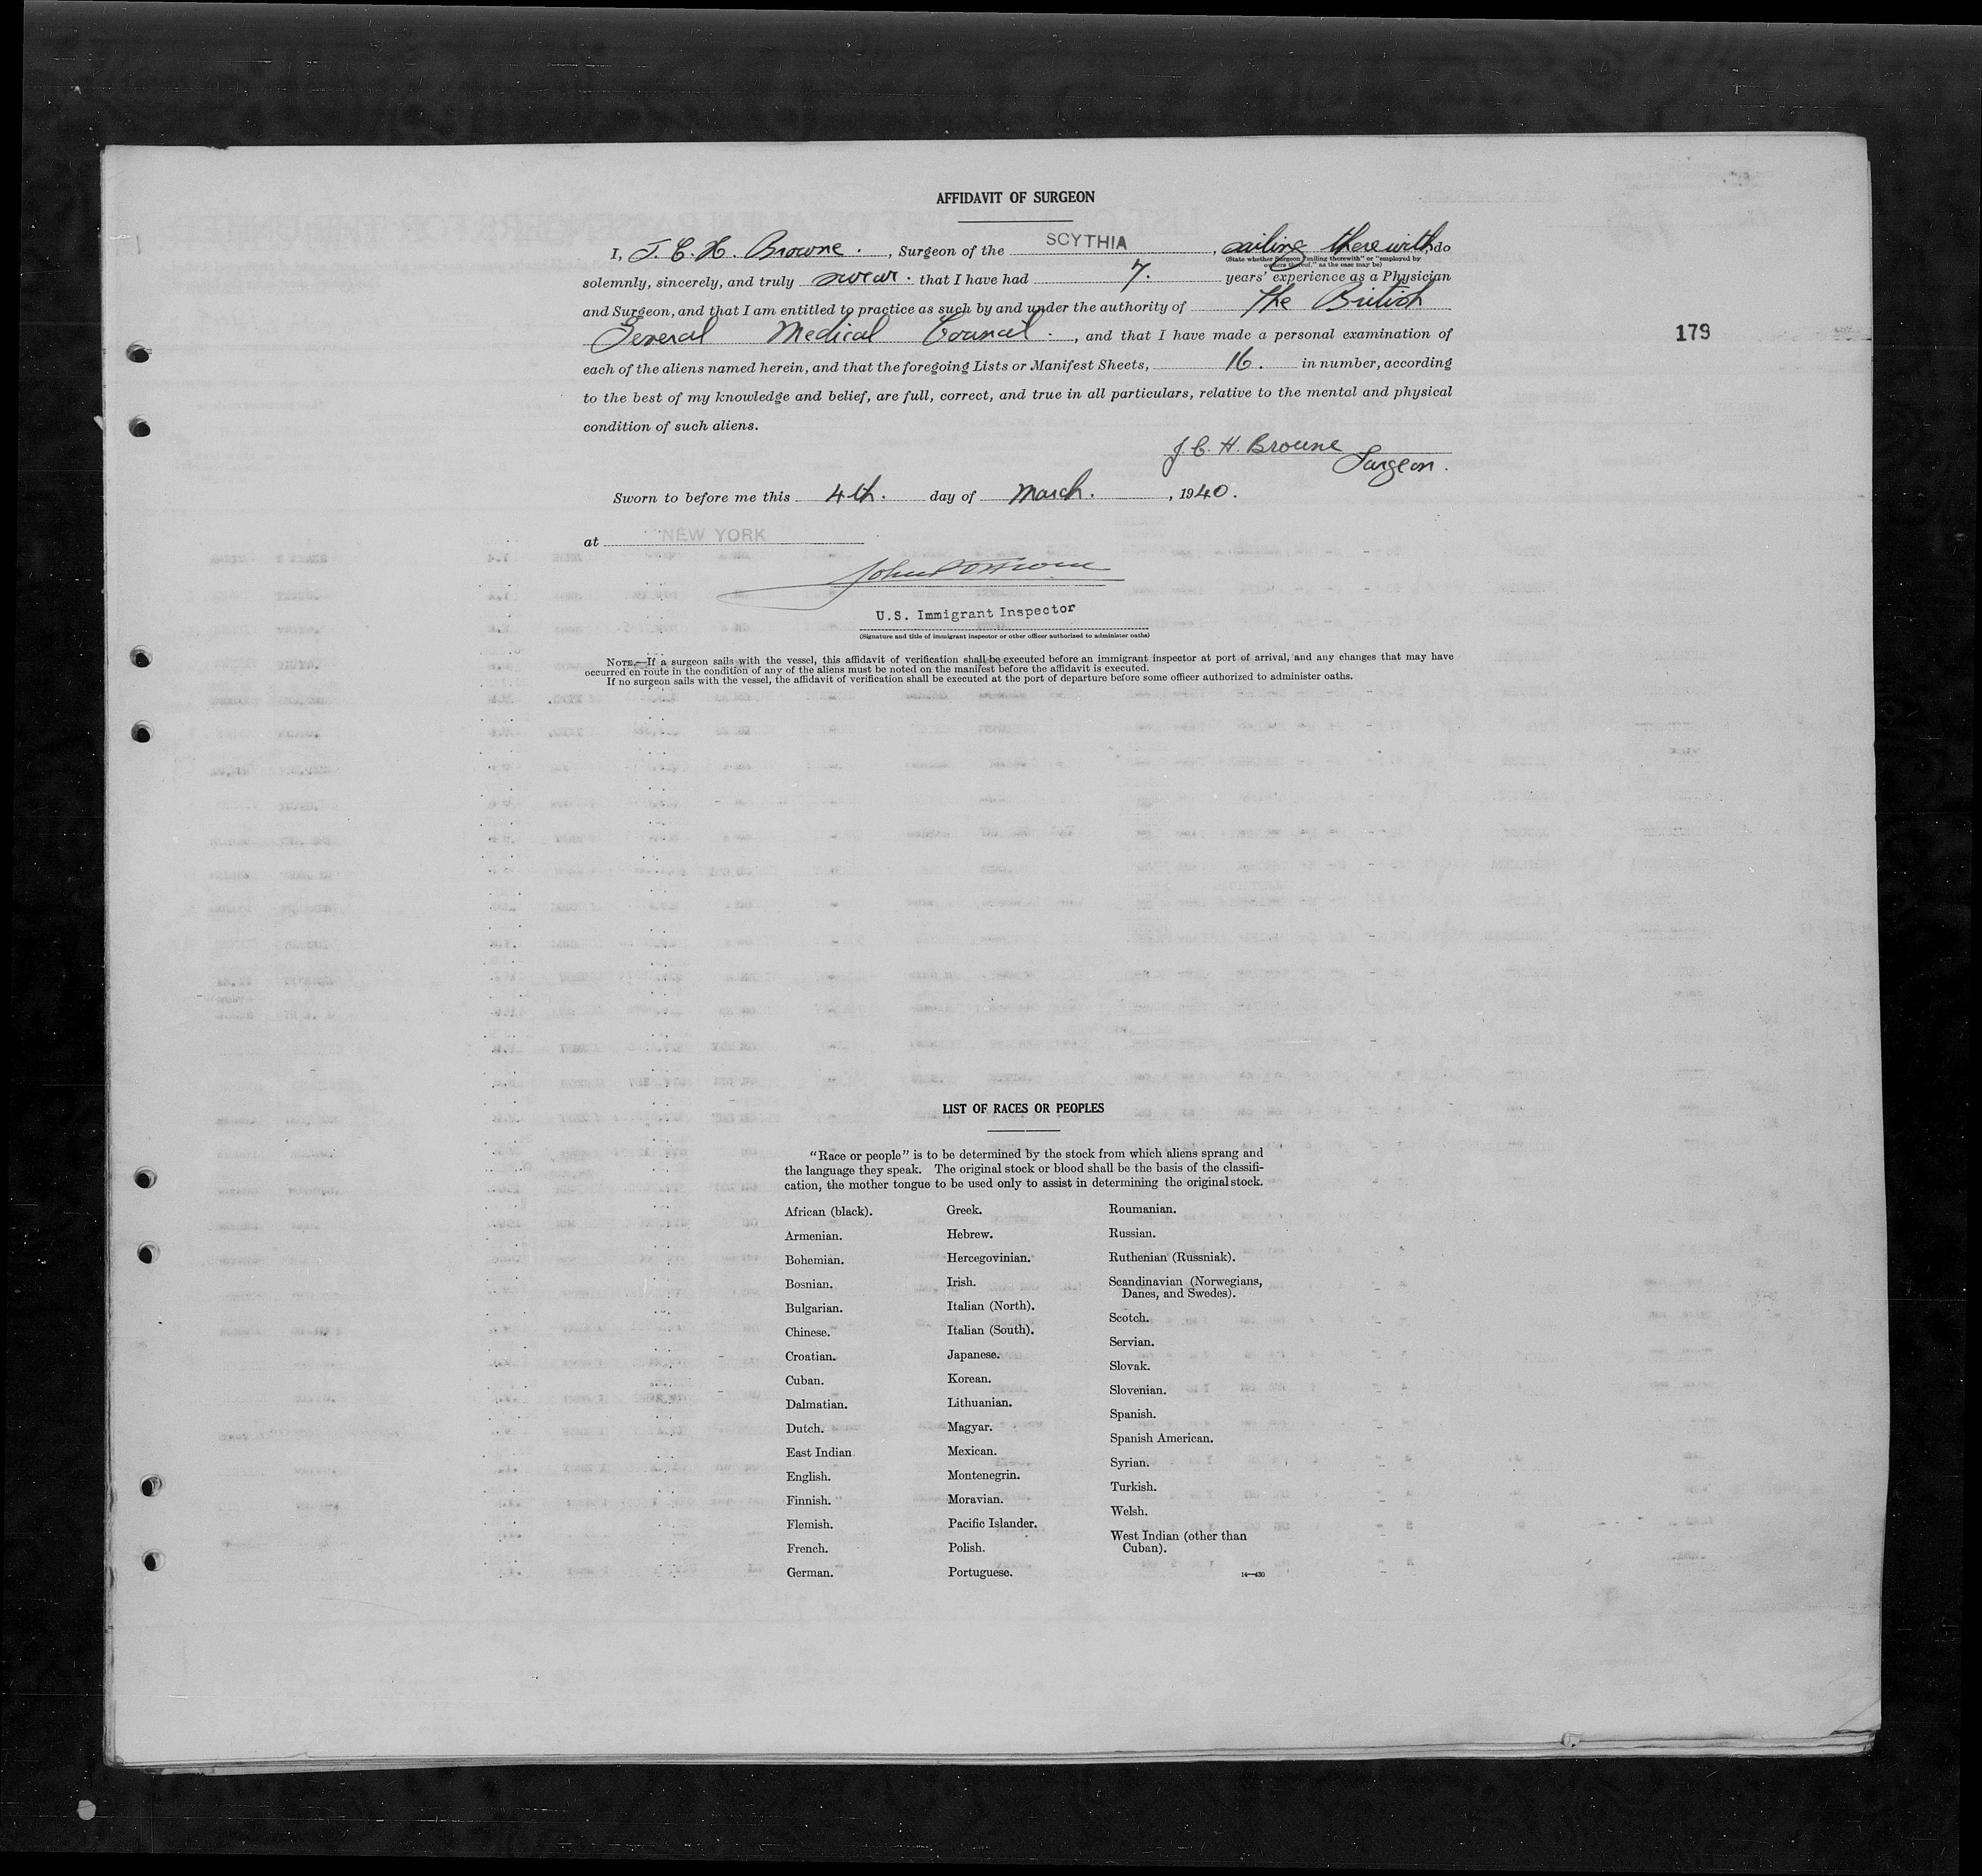 AFFIDAVIT OF SURGEON
I, J. C. H. Browne., Surgeon of the SCYTHIA, sailing therewith, do
(State whether Surgeon "sailing therewith" or "employed by
owners thereof," as the case may be)
solemnly, sincerely, and truly swear. that I have had 7. years' experience as a Physician
and Surgeon, and that I am entitled to practice as such by and under the authority of the British
General Medical Council., and that I have made a personal examination of
179
each of the aliens named herein, and that the foregoing Lists or Manifest Sheets, 16. in number, according
to the best of my knowledge and belief, are full, correct, and true in all particulars, relative to the mental and physical
condition of such aliens.
J. C. H. Browne
Surgeon.
Sworn to before me this 4th. day of March., 1940.
at NEW YORK
U.S. Immigrant Inspector
(Signature and title of immigrant inspector or other officer authorized to administer oaths)
NOTE.—If a surgeon sails with the vessel, this affidavit of verification shall be executed before an immigrant inspector at port of arrival, and any changes that may have
occurred en route in the condition of any of the aliens must be noted on the manifest before the affidavit is executed.
If no surgeon sails with the vessel, the affidavit of verification shall be executed at the port of departure before some officer authorized to administer oaths.
LIST OF RACES OR PEOPLES
"Race or people" is to be determined by the stock from which aliens sprang and
the language they speak. The original stock or blood shall be the basis of the classifi-
cation, the mother tongue to be used only to assist in determining the original stock.
African (black).
Armenian.
Bohemian.
Bosnian.
Bulgarian.
Chinese.
Croatian.
Cuban.
Dalmatian.
Dutch.
East Indian
English.
Finnish.
Flemish.
French.
German.
Greek.
Hebrew.
Hercegovinian.
Irish.
Italian (North).
Italian (South).
Japanese.
Korean.
Lithuanian.
Magyar.
Mexican.
Montenegrin.
Moravian.
Pacific Islander.
Polish.
Portuguese.
Roumanian.
Russian.
Ruthenian (Russniak).
Scandinavian (Norwegians,
Danes, and Swedes).
Scotch.
Servian.
Slovak.
Slovenian.
Spanish.
Spanish American.
Syrian.
Turkish.
Welsh.
West Indian (other than
Cuban).
14—430